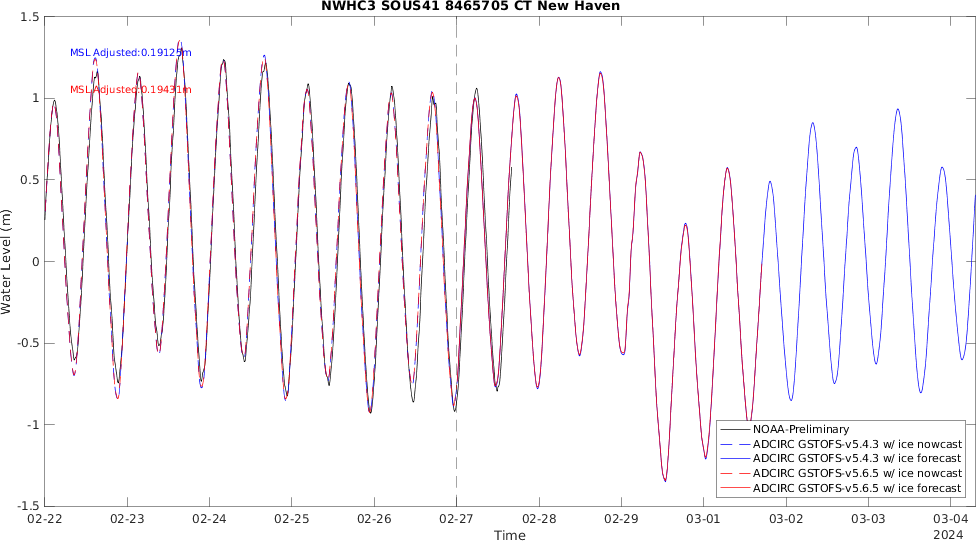 NWHC3 SOUS41 8465705 CT New Haven
1.5
MSL Adjusted:0.19125m
MSL Adjusted:0.19431m
1
0.5
Water Level (m)
0
-0.5
-1
-1.5
NOAA-Preliminary
ADCIRC GSTOFS-v5.4.3 w/ ice nowcast
ADCIRC GSTOFS-v5.4.3 w/ ice forecast
ADCIRC GSTOFS-v5.6.5 w/ ice nowcast
ADCIRC GSTOFS-v5.6.5 w/ ice forecast
02-22 02-23 02-24 02-25 02-26 02-27 02-28 02-29 03-01 03-02 03-03 03-04
Time
2024